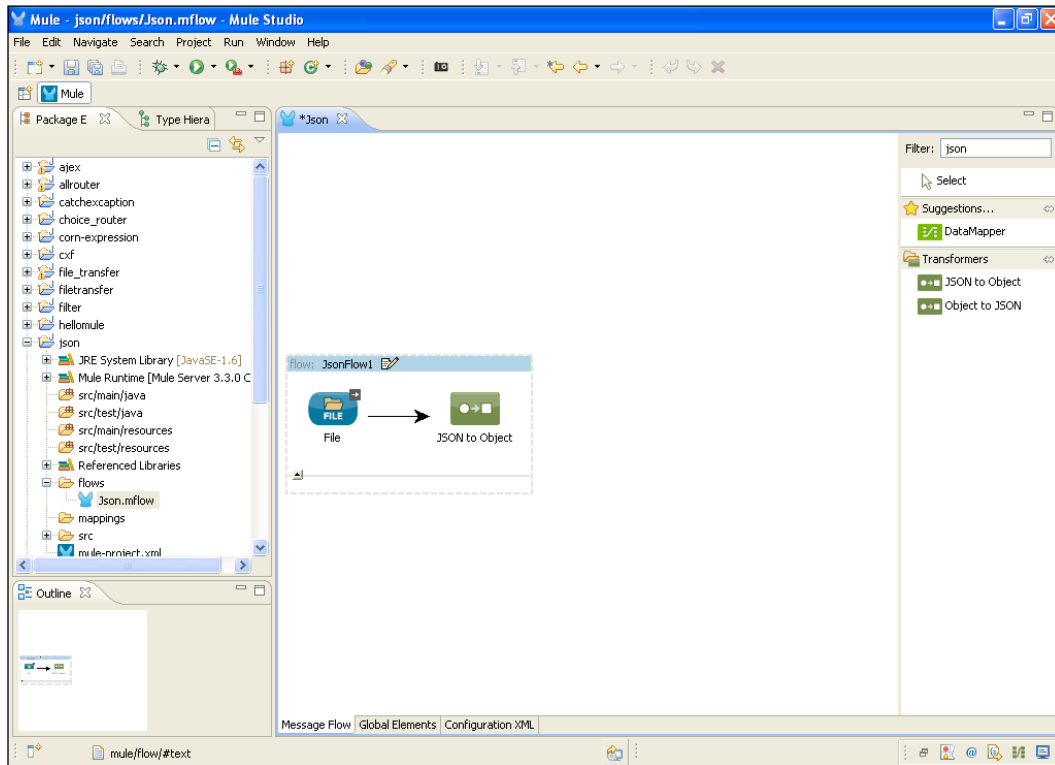 Mule - json/flows/Json.mflow - Mule Studio
File Edit Navigate Search Project Run Window Help
Mule
Package E Type Hiera
ajex
allrouter
catchexcaption
choice_router
corn-expression
cxf
file_transfer
filetransfer
filter
hellomule
json
JRE System Library [JavaSE-1.6]
Mule Runtime [Mule Server 3.3.0 C
src/main/java
src/test/java
src/main/resources
src/test/resources
Referenced Libraries
flows
Json.mflow
mappings
src
mule-project.xml
Outline
*Json
flow: JsonFlow1
FILE
File
JSON to Object
Message Flow Global Elements Configuration XML
Filter: json
Select
Suggestions...
DataMapper
Transformers
JSON to Object
Object to JSON
mule/flow/#text